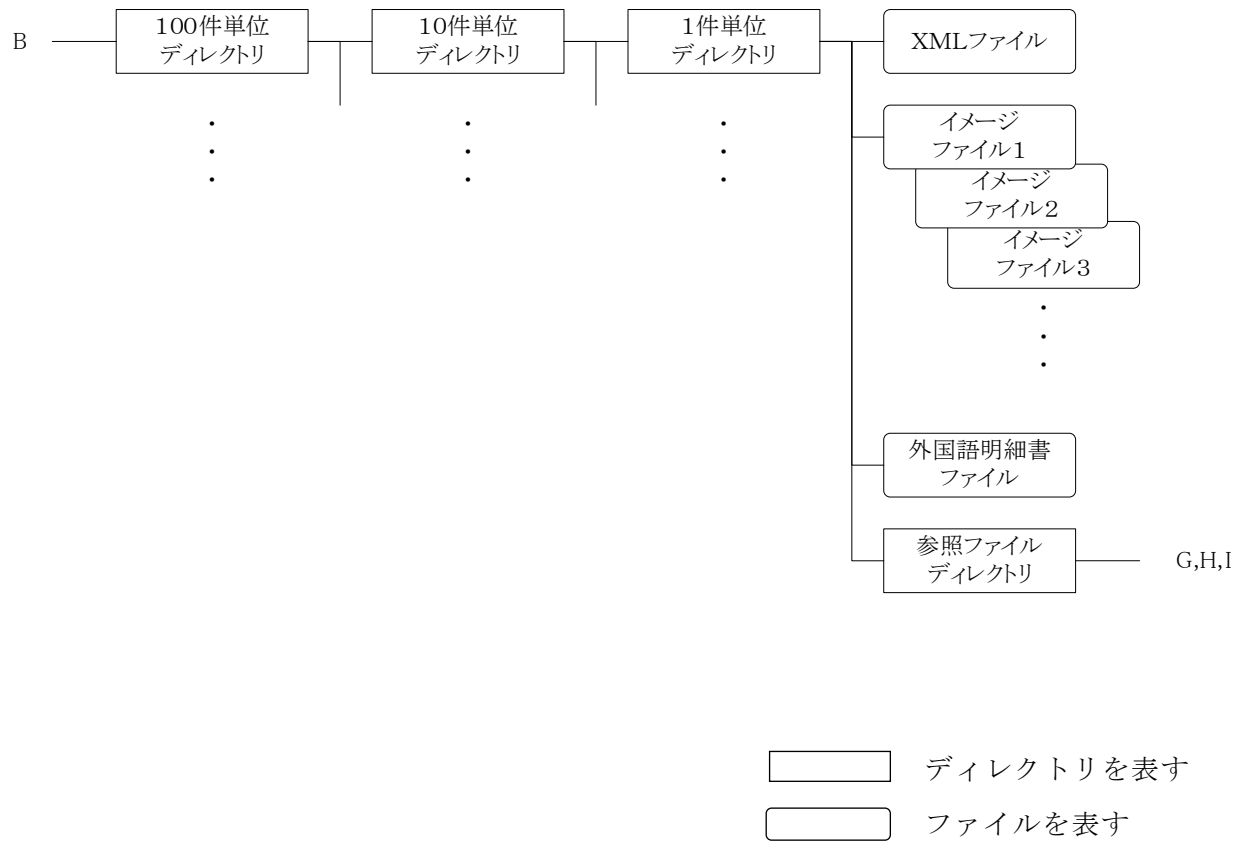 B
100件単位
ディレクトリ
10件単位
ディレクトリ
1件単位
ディレクトリ
XMLファイル
・
・
・
・
・
・
・
・
・
イメージ
ファイル1
イメージ
ファイル2
イメージ
ファイル3
・
・
・
外国語明細書
ファイル
参照ファイル
ディレクトリ
G,H,I
ディレクトリを表す
ファイルを表す